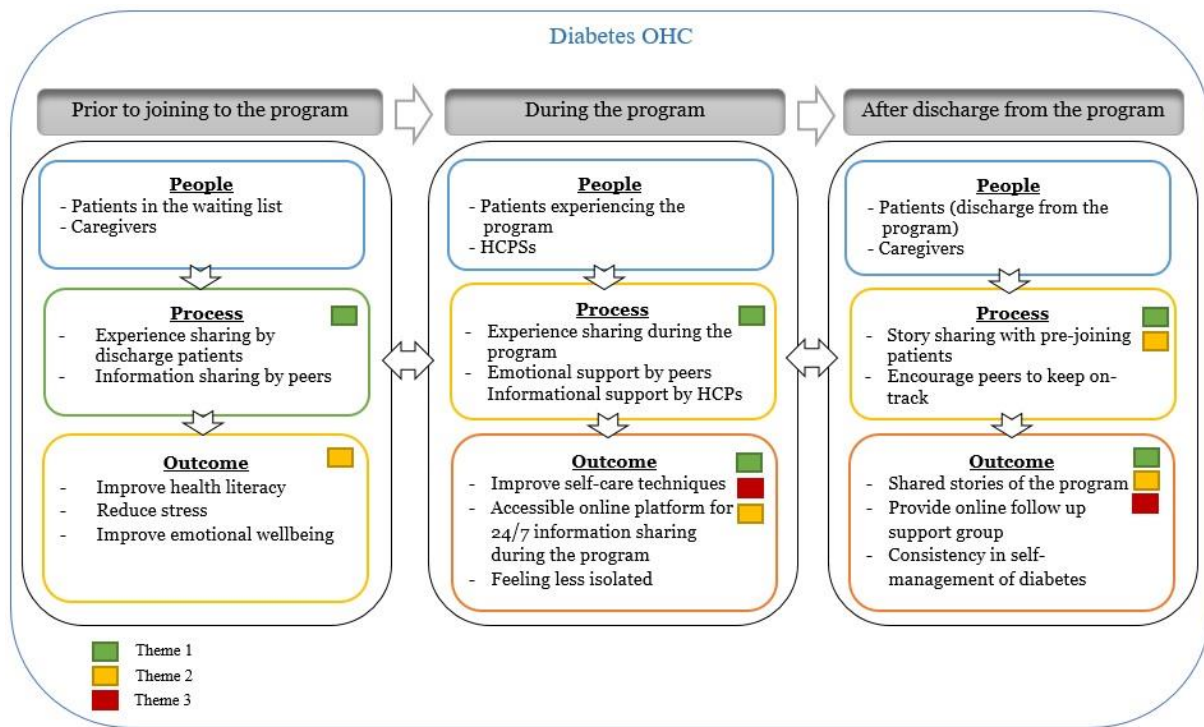 Diabetes OHC
Prior to joining to the program
During the program
After discharge from the program
People
- Patients in the waiting list
- Caregivers
Process
- Experience sharing by
discharge patients
- Information sharing by peers
Outcome
- Improve health literacy
- Reduce stress
- Improve emotional wellbeing
People
- Patients experiencing the
program
- HCPSs
Process
- Experience sharing during the
program
- Emotional support by peers
Informational support by HCPs
Outcome
- Improve self-care techniques
- Accessible online platform for
24/7 information sharing
during the program
- Feeling less isolated
People
- Patients (discharge from the
program)
- Caregivers
Process
- Story sharing with pre-joining
patients
- Encourage peers to keep on-
track
Outcome
- Shared stories of the program
- Provide online follow up
support group
- Consistency in self-
management of diabetes
Theme 1
Theme 2
Theme 3